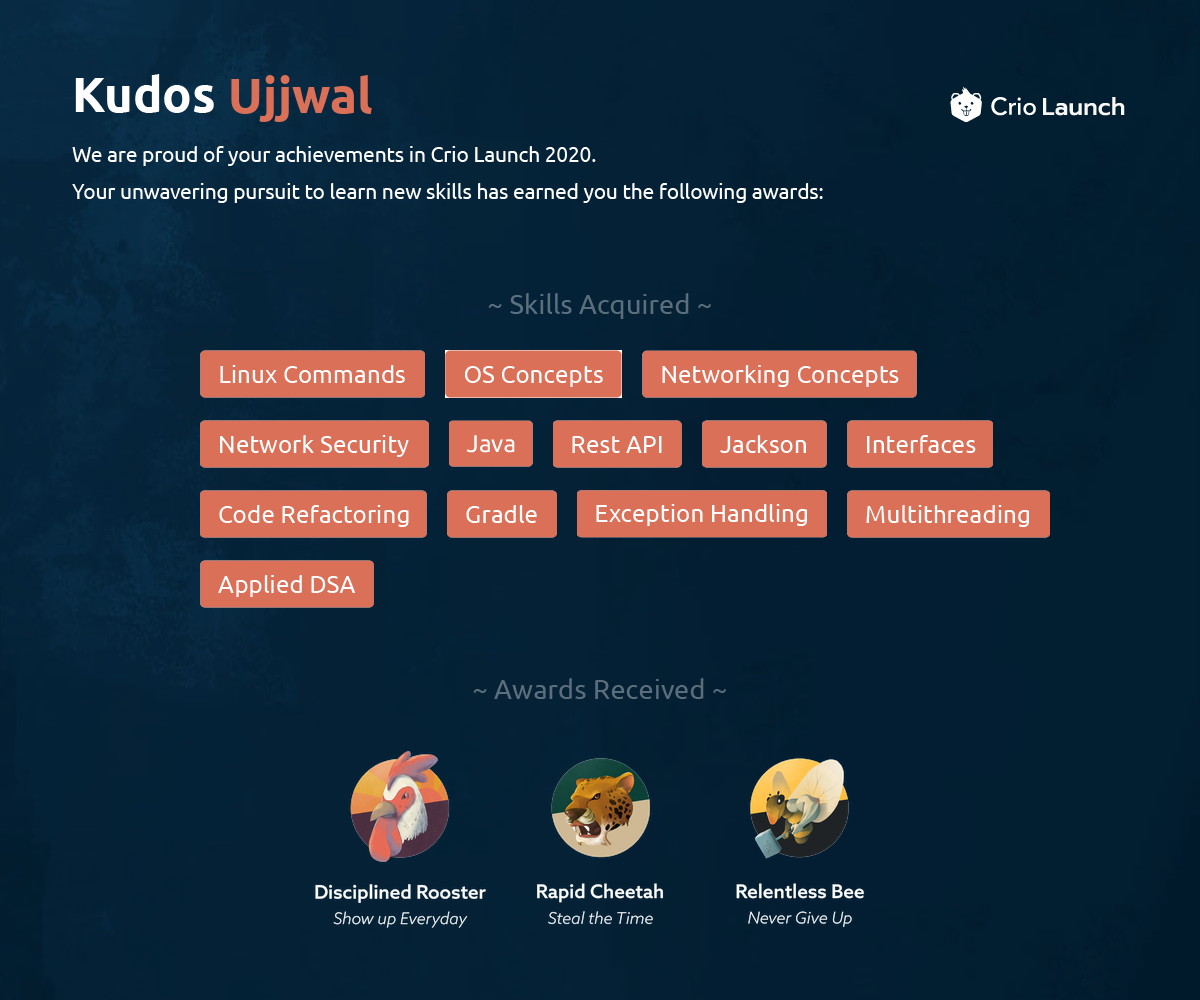 Kudos Ujjwal
Crio Launch
We are proud of your achievements in Crio Launch 2020.
Your unwavering pursuit to learn new skills has earned you the following awards:
~ Skills Acquired ~
Linux Commands OS Concepts Networking Concepts
Network Security Java Rest API Jackson Interfaces
Code Refactoring Gradle Exception Handling Multithreading
Applied DSA
~ Awards Received ~
Disciplined Rooster Rapid Cheetah Relentless Bee
Show up Everyday Steal the Time Never Give Up